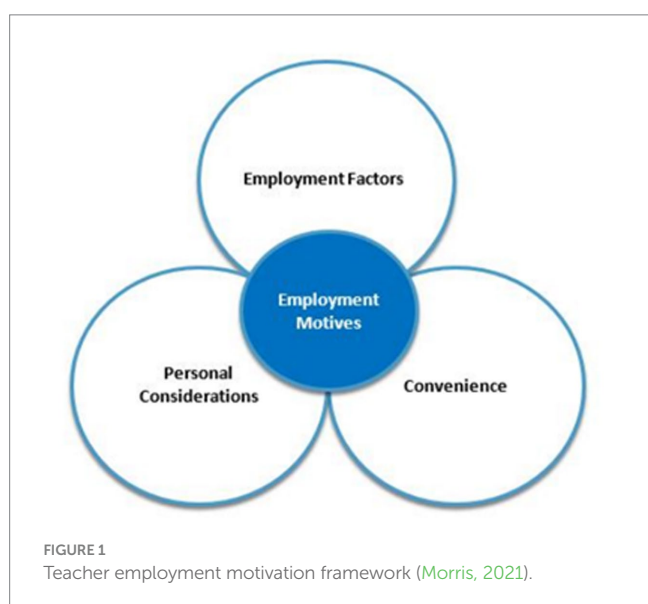 Employment Factors
Employment
Motives
Personal
Considerations
Convenience
FIGURE 1
Teacher employment motivation framework (Morris, 2021).